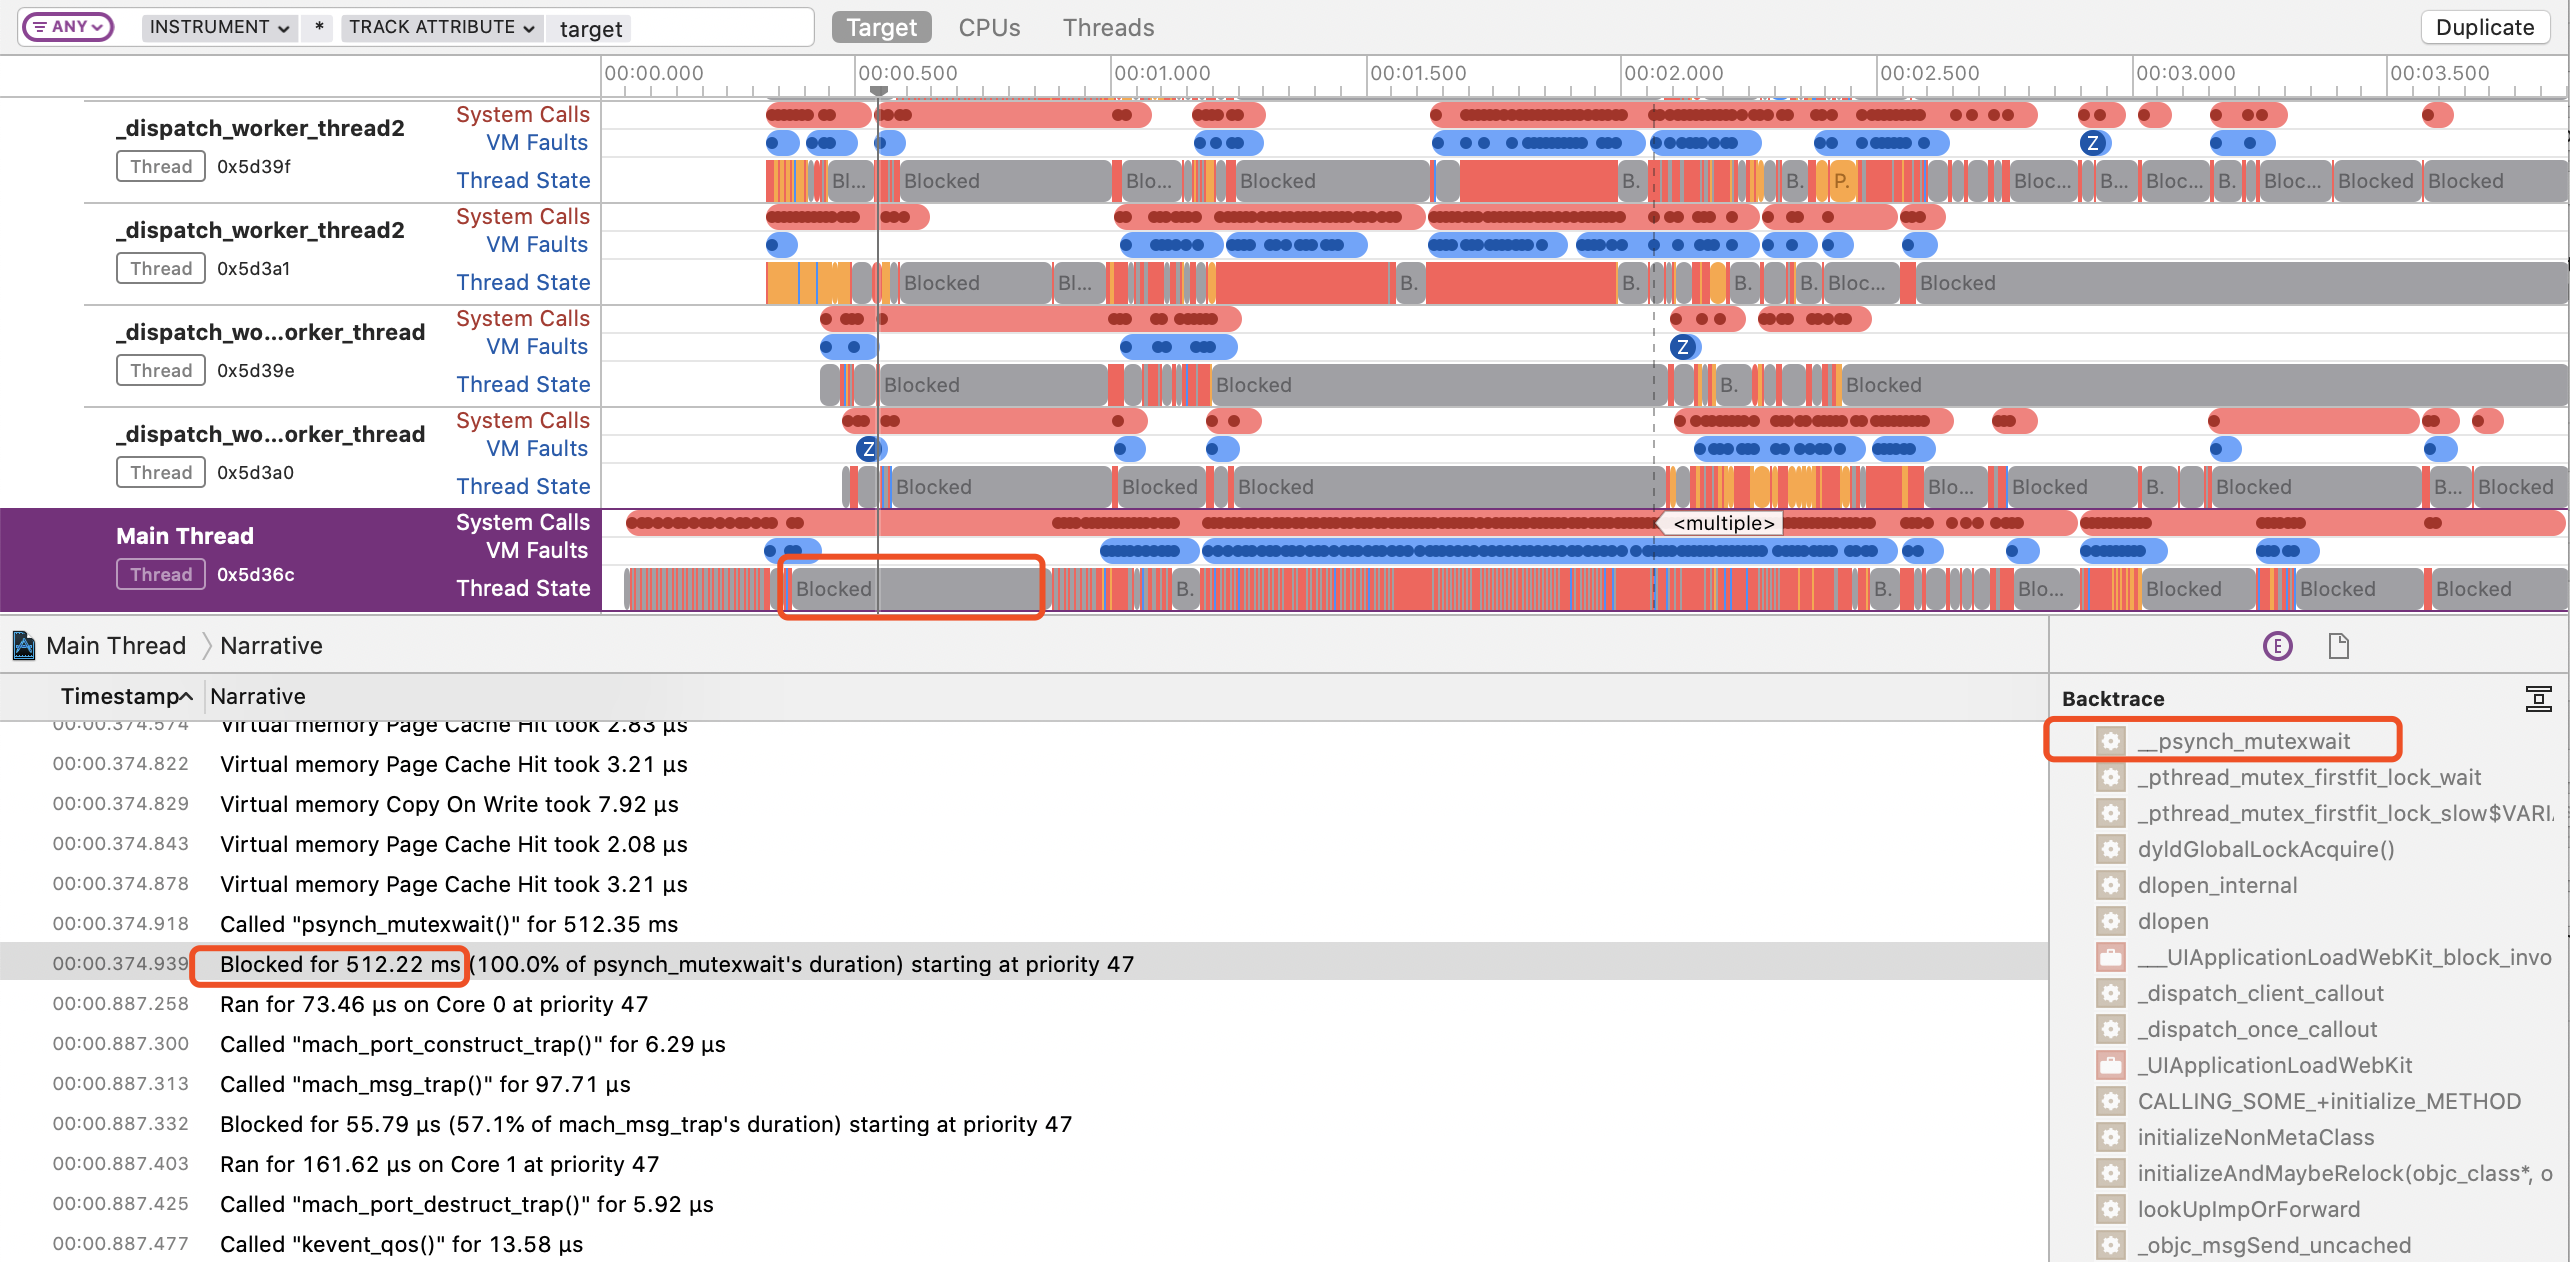 ANY INSTRUMENT * TRACK ATTRIBUTE target Target CPUs Threads Duplicate
00:00.000 00:00.500 00:01.000 00:01.500 00:02.000 00:02.500 00:03.000 00:03.500
System Calls
_dispatch_worker_thread2
VM Faults Z
Thread 0x5d39f
Thread State Bl... Blocked Blo... Blocked B. B. P. Bloc... B... Bloc... B. Bloc... Blocked Blocked
System Calls
_dispatch_worker_thread2
VM Faults
Thread 0x5d3a1
Thread State Blocked Bl... B. B. B. B. Bloc... Blocked
System Calls
_dispatch_wo...orker_thread
VM Faults Z
Thread 0x5d39e
Thread State Blocked Blocked B. Blocked
System Calls
_dispatch_wo...orker_thread
VM Faults Z
Thread 0x5d3a0
Thread State Blocked Blocked Blocked Blo... Blocked B. Blocked B... Blocked
System Calls <multiple>
Main Thread
VM Faults
Thread 0x5d36c
Thread State Blocked B. B. Blo... Blocked Blocked Blocked
Main Thread Narrative E
Timestamp Narrative
00:00.374.574 Virtual memory Page Cache Hit took 2.83 µs
00:00.374.822 Virtual memory Page Cache Hit took 3.21 µs
00:00.374.829 Virtual memory Copy On Write took 7.92 µs
00:00.374.843 Virtual memory Page Cache Hit took 2.08 µs
00:00.374.878 Virtual memory Page Cache Hit took 3.21 µs
00:00.374.918 Called "psynch_mutexwait()" for 512.35 ms
00:00.374.939 Blocked for 512.22 ms (100.0% of psynch_mutexwait's duration) starting at priority 47
00:00.887.258 Ran for 73.46 µs on Core 0 at priority 47
00:00.887.300 Called "mach_port_construct_trap()" for 6.29 µs
00:00.887.313 Called "mach_msg_trap()" for 97.71 µs
00:00.887.332 Blocked for 55.79 µs (57.1% of mach_msg_trap's duration) starting at priority 47
00:00.887.403 Ran for 161.62 µs on Core 1 at priority 47
00:00.887.425 Called "mach_port_destruct_trap()" for 5.92 µs
00:00.887.477 Called "kevent_qos()" for 13.58 µs
Backtrace
__psynch_mutexwait
_pthread_mutex_firstfit_lock_wait
_pthread_mutex_firstfit_lock_slow$VARI
dyldGlobalLockAcquire()
dlopen_internal
dlopen
___UIApplicationLoadWebKit_block_invo
_dispatch_client_callout
_dispatch_once_callout
_UIApplicationLoadWebKit
CALLING_SOME_+initialize_METHOD
initializeNonMetaClass
initializeAndMaybeRelock(objc_class*, o
lookUpImpOrForward
_objc_msgSend_uncached